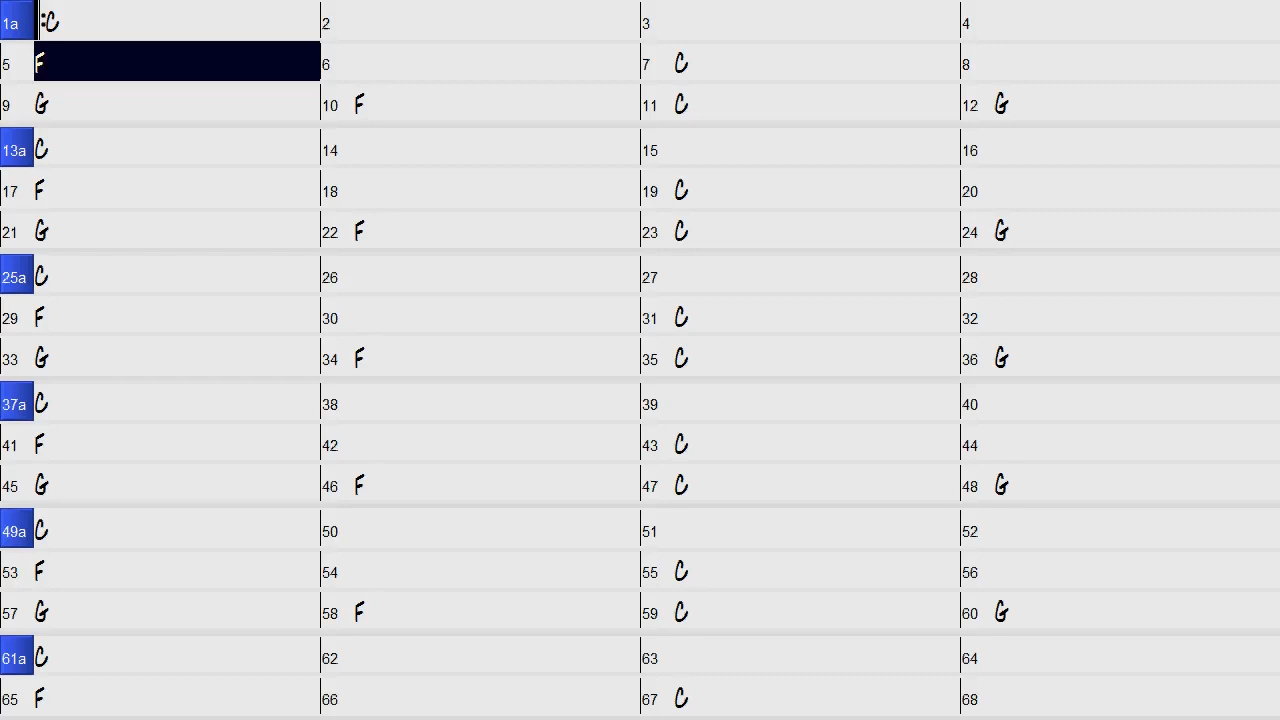 1a :C 2 3 4
5 F 6 7 C 8
9 G 10 F 11 C 12 G
13a C 14 15 16
17 F 18 19 C 20
21 G 22 F 23 C 24 G
25a C 26 27 28
29 F 30 31 C 32
33 G 34 F 35 C 36 G
37a C 38 39 40
41 F 42 43 C 44
45 G 46 F 47 C 48 G
49a C 50 51 52
53 F 54 55 C 56
57 G 58 F 59 C 60 G
61a C 62 63 64
65 F 66 67 C 68